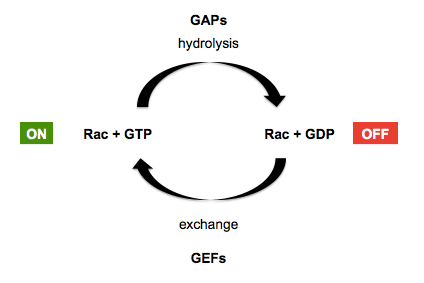 GAPs
hydrolysis
ON
Rac + GTP
Rac + GDP
OFF
exchange
GEFs